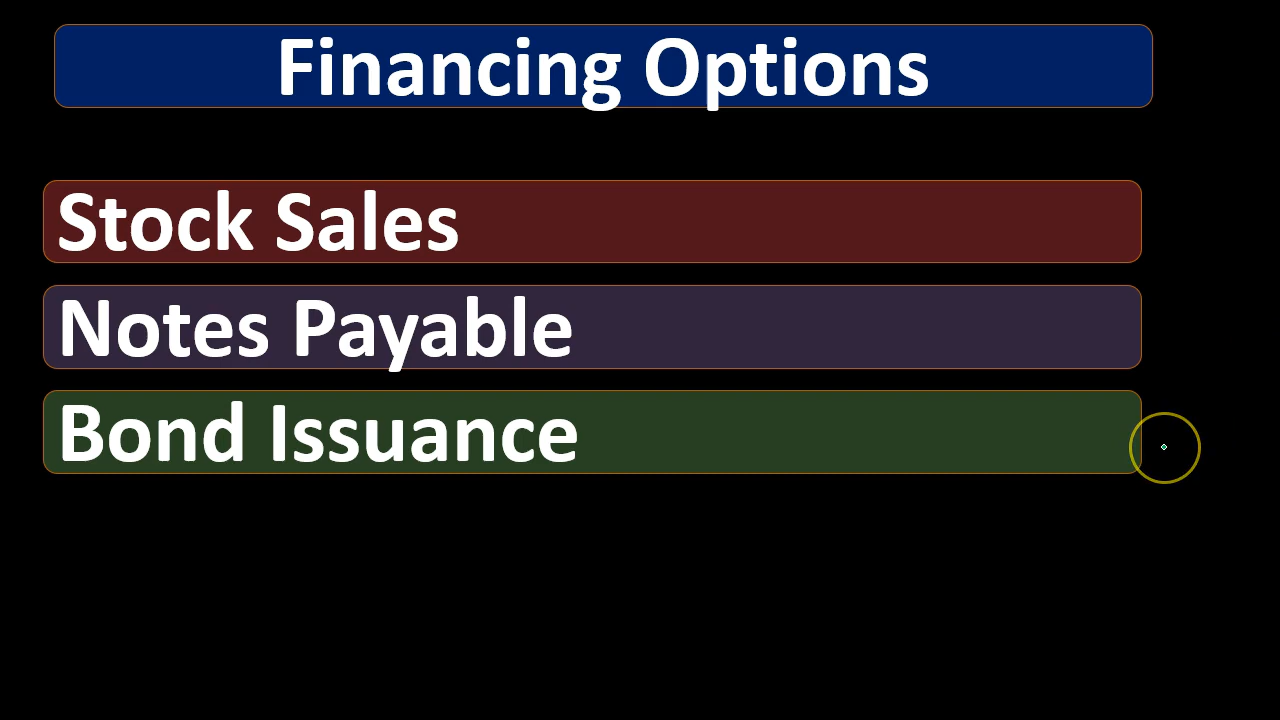 Financing Options
Stock Sales
Notes Payable
Bond Issuance